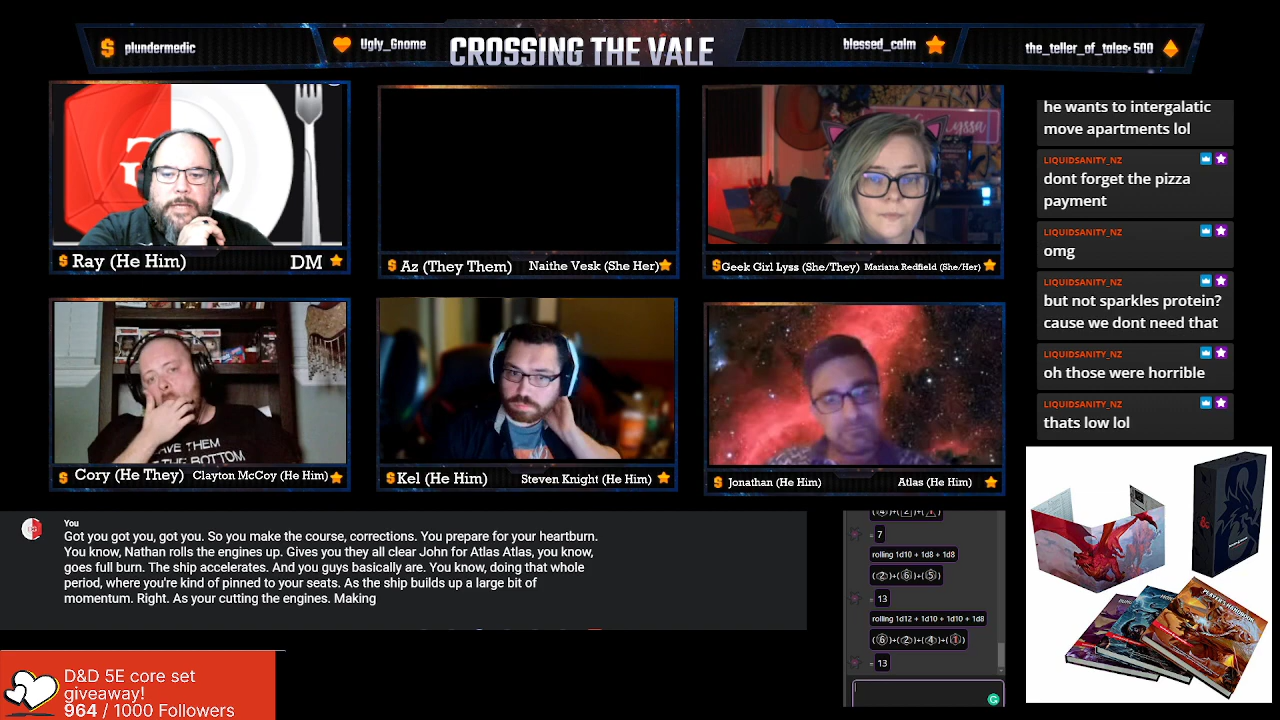 plundermedic
Ugly_Gnome
CROSSING THE VALE
blessed_calm
the_teller_of_tales: 500
Ray (He Him)
DM
Az (They Them)
Naithe Vesk (She Her)
Geek Girl Lyss (She/They)
Mariana Redfield (She/Her)
Cory (He They)
Clayton McCoy (He Him)
Kel (He Him)
Steven Knight (He Him)
Jonathan (He Him)
Atlas (He Him)
he wants to intergalatic
move apartments lol
LIQUIDSANITY_NZ
dont forget the pizza
payment
LIQUIDSANITY_NZ
omg
LIQUIDSANITY_NZ
but not sparkles protein?
cause we dont need that
LIQUIDSANITY_NZ
oh those were horrible
LIQUIDSANITY_NZ
thats low lol
You
Got you got you, got you. So you make the course, corrections. You prepare for your heartburn.
You know, Nathan rolls the engines up. Gives you they all clear John for Atlas Atlas, you know,
goes full burn. The ship accelerates. And you guys basically are. You know, doing that whole
period, where you're kind of pinned to your seats. As the ship builds up a large bit of
momentum. Right. As your cutting the engines. Making
= 7
rolling 1d10 + 1d8 + 1d8
(2)+(6)+(5)
= 13
rolling 1d12 + 1d10 + 1d10 + 1d8
(6)+(2)+(4)+(1)
= 13
D&D 5E core set
giveaway!
964 / 1000 Followers
PLAYER'S HANDBOOK